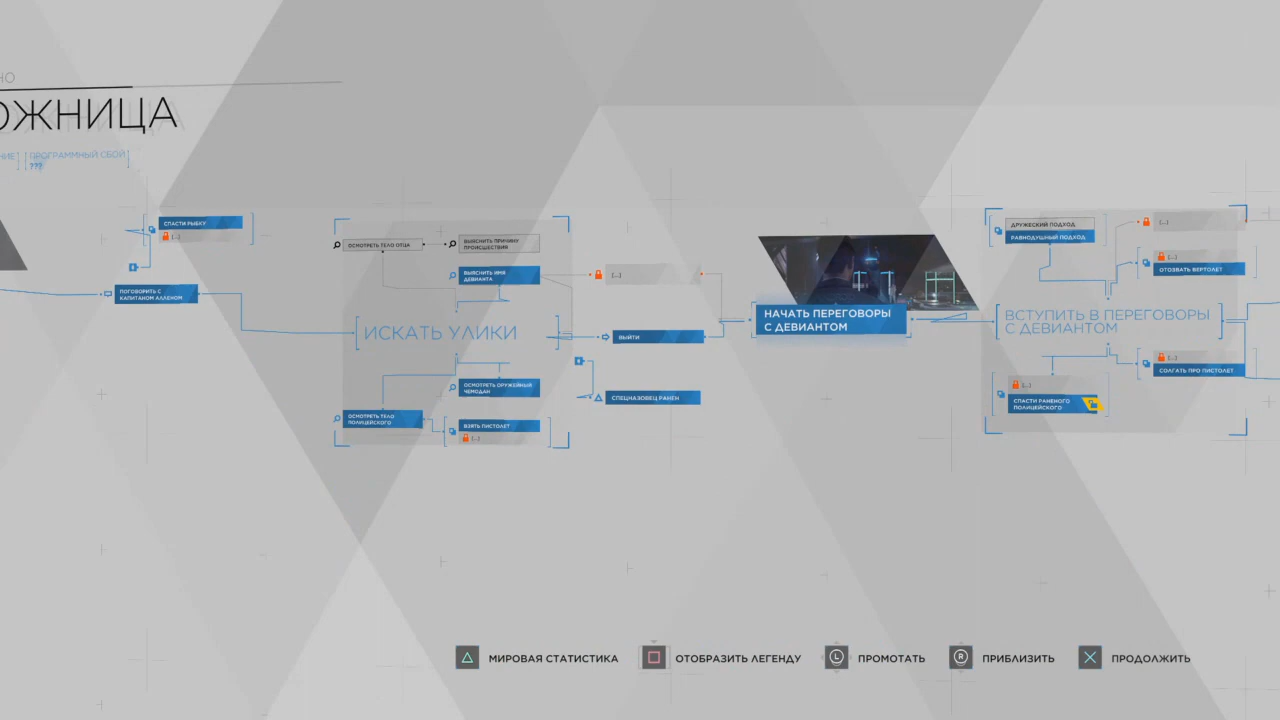 НО
ОЖНИЦА
НИЕ] [ПРОГРАММНЫЙ СБОЙ]
???
СПАСТИ РЫБКУ
[...]
ПОГОВОРИТЬ С
КАПИТАНОМ АЛЛЕНОМ
ОСМОТРЕТЬ ТЕЛО ОТЦА
ВЫЯСНИТЬ ПРИЧИНУ
ПРОИСШЕСТВИЯ
ВЫЯСНИТЬ ИМЯ
ДЕВИАНТА
ИСКАТЬ УЛИКИ
ОСМОТРЕТЬ ОРУЖЕЙНЫЙ
ЧЕМОДАН
ОСМОТРЕТЬ ТЕЛО
ПОЛИЦЕЙСКОГО
ВЗЯТЬ ПИСТОЛЕТ
[...]
[...]
ВЫЙТИ
СПЕЦНАЗОВЕЦ РАНЕН
НАЧАТЬ ПЕРЕГОВОРЫ
С ДЕВИАНТОМ
ДРУЖЕСКИЙ ПОДХОД
РАВНОДУШНЫЙ ПОДХОД
[...]
[...]
ОТОЗВАТЬ ВЕРТОЛЕТ
ВСТУПИТЬ В ПЕРЕГОВОРЫ
С ДЕВИАНТОМ
[...]
СОЛГАТЬ ПРО ПИСТОЛЕТ
[...]
СПАСТИ РАНЕНОГО
ПОЛИЦЕЙСКОГО
МИРОВАЯ СТАТИСТИКА
ОТОБРАЗИТЬ ЛЕГЕНДУ
L ПРОМОТАТЬ
R ПРИБЛИЗИТЬ
ПРОДОЛЖИТЬ